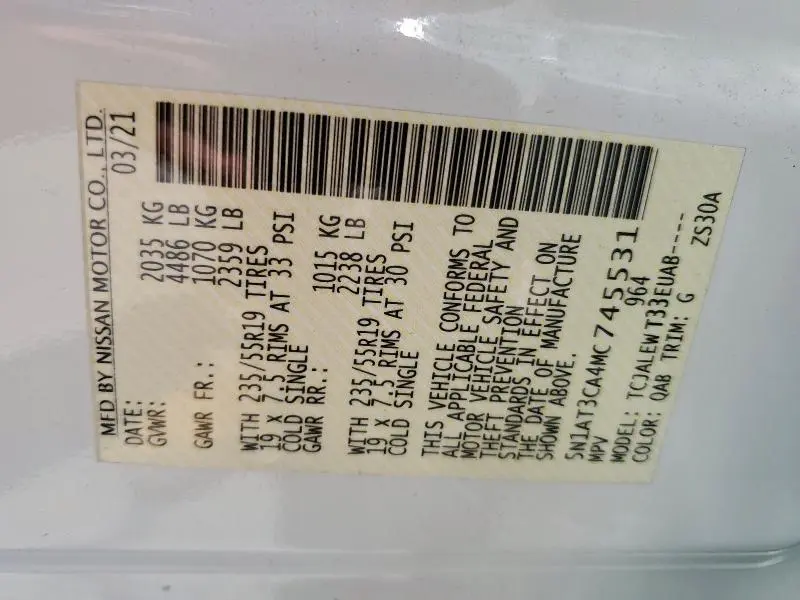 MFD BY NISSAN MOTOR CO., LTD.
DATE: 03/21
GVWR: 2035 KG
4486 LB
GAWR FR.: 1070 KG
2359 LB
WITH 235/55R19 TIRES
19 X 7.5 RIMS AT 33 PSI
COLD SINGLE
GAWR RR.: 1015 KG
2238 LB
WITH 235/55R19 TIRES
19 X 7.5 RIMS AT 30 PSI
COLD SINGLE
THIS VEHICLE CONFORMS TO
ALL APPLICABLE FEDERAL
MOTOR VEHICLE SAFETY AND
THEFT PREVENTION
STANDARDS IN EFFECT ON
THE DATE OF MANUFACTURE
SHOWN ABOVE.
5N1AT3CA4MC745531
MPV 964
MODEL: TCJALEWT33EUAB----
COLOR: QAB TRIM: G
ZS30A